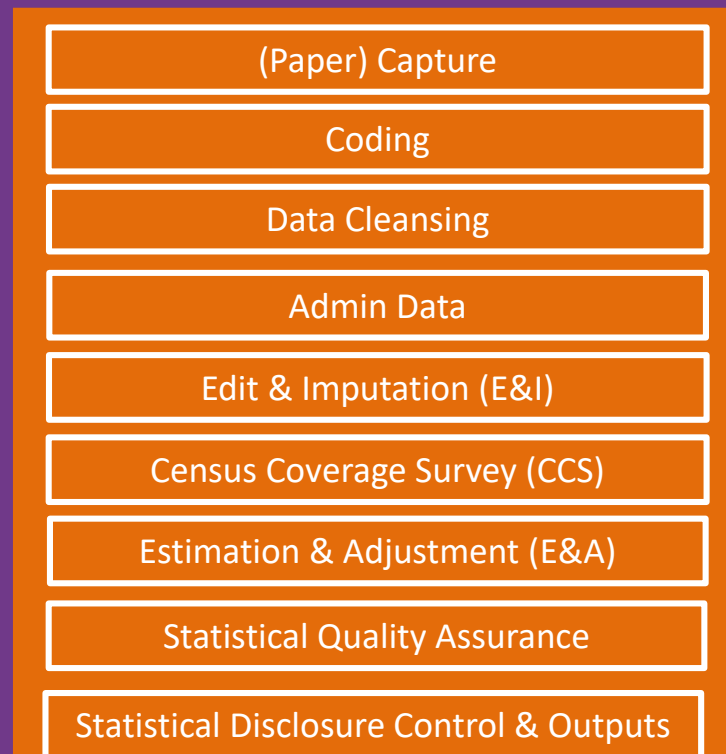 (Paper) Capture
Coding
Data Cleansing
Admin Data
Edit & Imputation (E&I)
Census Coverage Survey (CCS)
Estimation & Adjustment (E&A)
Statistical Quality Assurance
Statistical Disclosure Control & Outputs